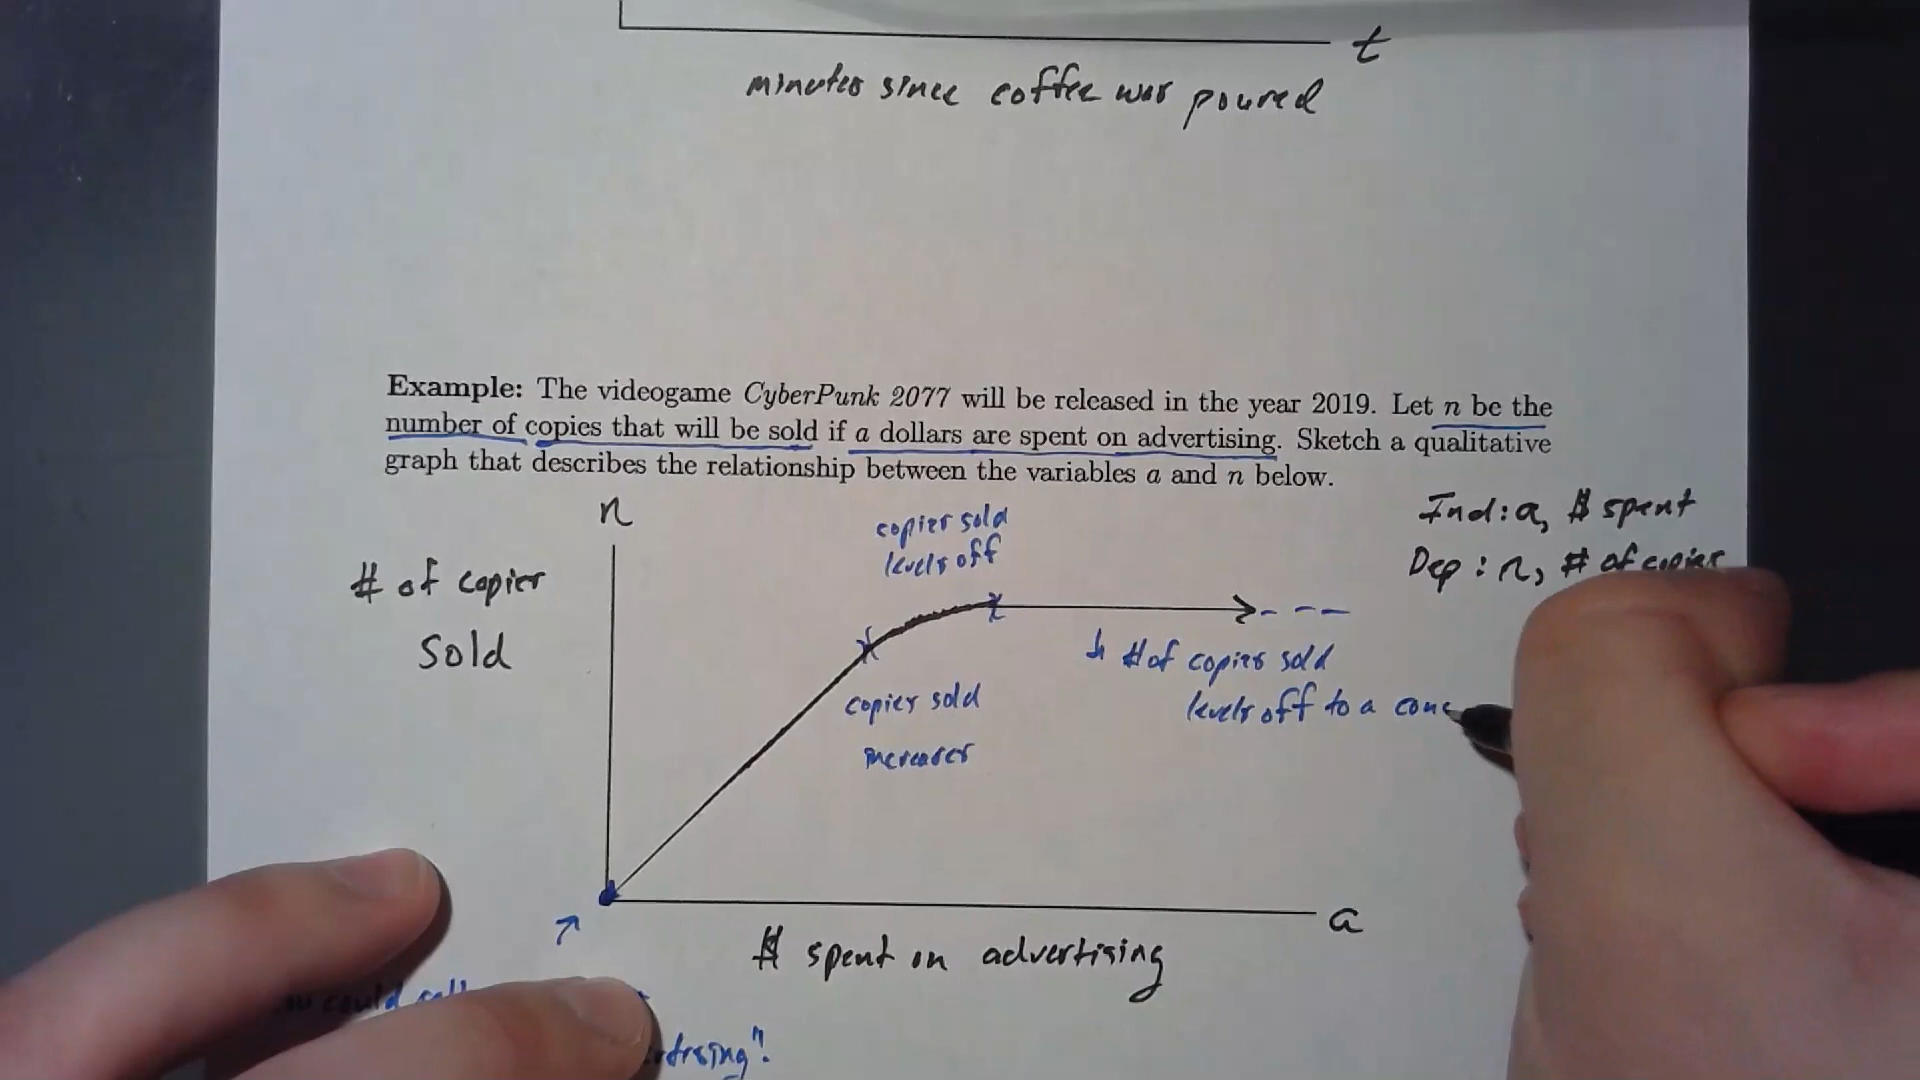 t
minutes since coffee was poured
Example: The videogame CyberPunk 2077 will be released in the year 2019. Let n be the
number of copies that will be sold if a dollars are spent on advertising. Sketch a qualitative
graph that describes the relationship between the variables a and n below.
n
# of copies
sold
copies sold
levels off
Ind: a, $ spent
Dep: n, # of copies
↳ # of copies sold
levels off to a cons
copies sold
increases
a
$ spent on advertising
could